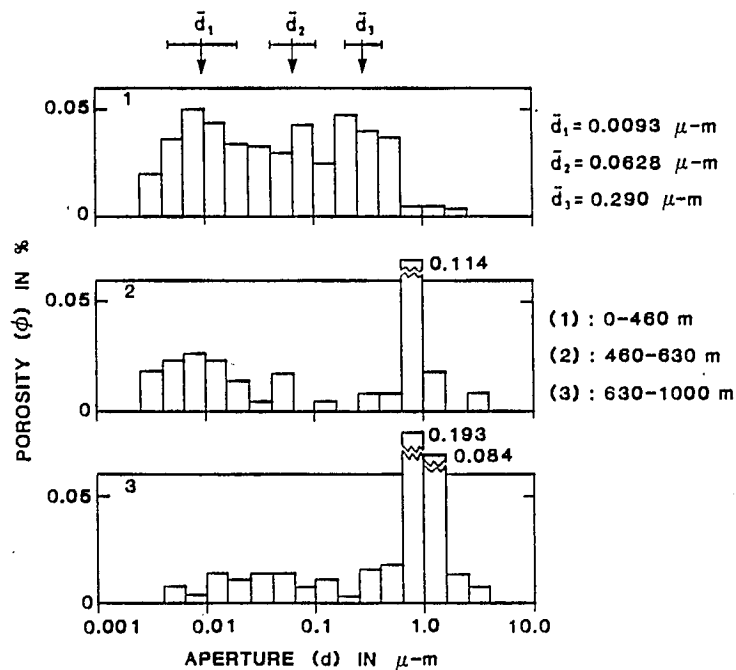 d̄₁ d̄₂ d̄₃
0.05
0
1
d̄₁ = 0.0093 μ-m
d̄₂ = 0.0628 μ-m
d̄₃ = 0.290 μ-m
POROSITY (ϕ) IN %
0.05
0
2
0.114
(1) : 0-460 m
(2) : 460-630 m
(3) : 630-1000 m
0.05
0
3
0.193
0.084
0.001 0.01 0.1 1.0 10.0
APERTURE (d) IN μ-m